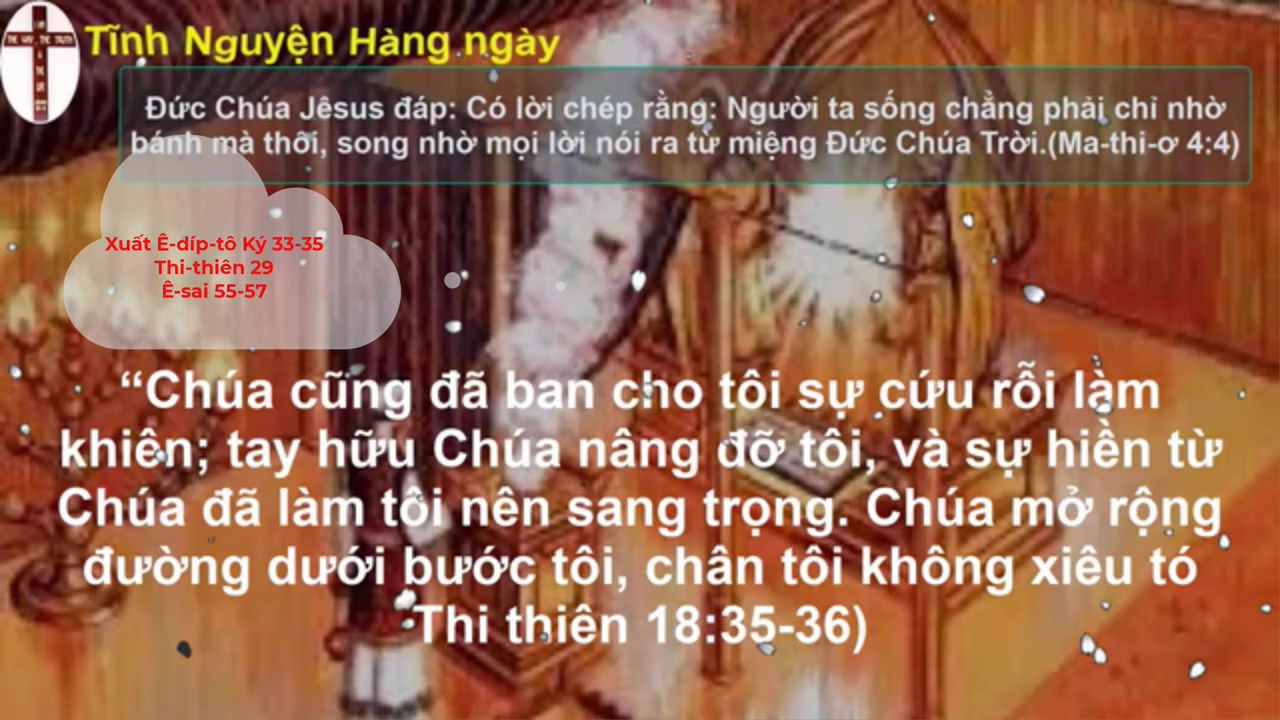 THE WAY THE TRUTH
Tĩnh Nguyện Hàng ngày
Đức Chúa Jêsus đáp: Có lời chép rằng: Người ta sống chẳng phải chỉ nhờ
bánh mà thôi, song nhờ mọi lời nói ra từ miệng Đức Chúa Trời.(Ma-thi-ơ 4:4)
Xuất Ê-díp-tô Ký 33-35
Thi-thiên 29
Ê-sai 55-57
“Chúa cũng đã ban cho tôi sự cứu rỗi làm
khiên; tay hữu Chúa nâng đỡ tôi, và sự hiền từ
Chúa đã làm tôi nên sang trọng. Chúa mở rộng
đường dưới bước tôi, chân tôi không xiêu tó
Thi thiên 18:35-36)